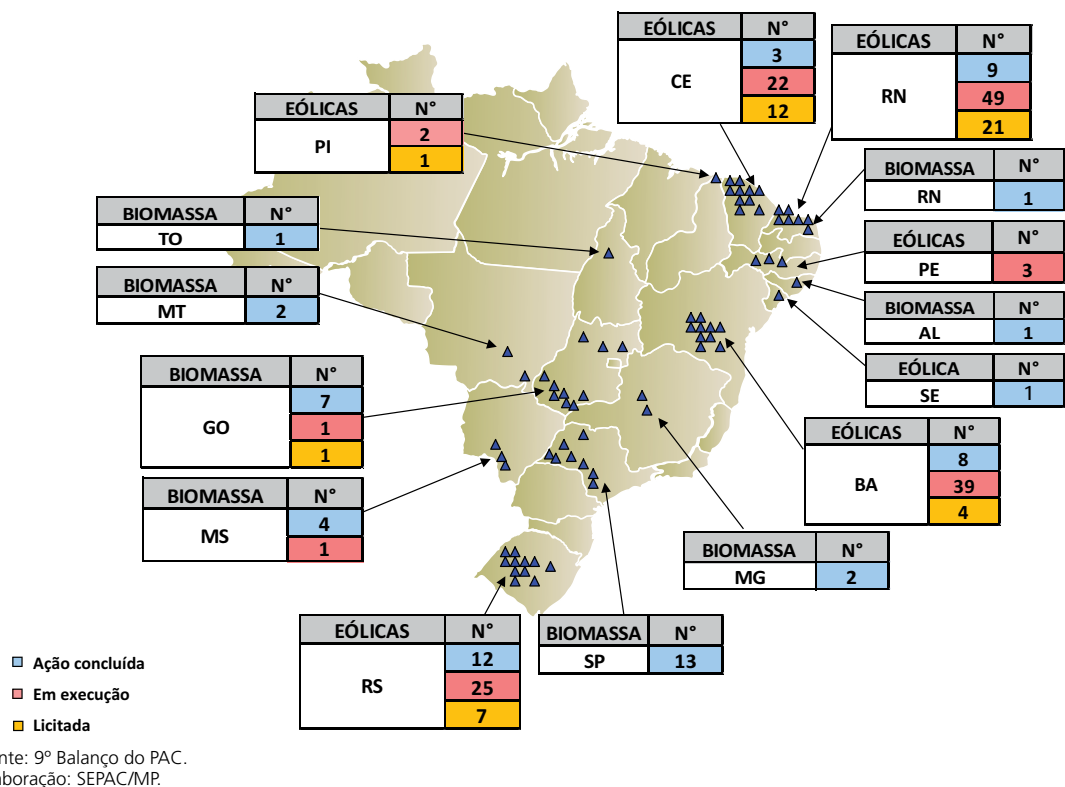 EÓLICAS N°
CE
3
22
12
EÓLICAS N°
RN
9
49
21
EÓLICAS N°
PI
2
1
BIOMASSA N°
RN 1
BIOMASSA N°
TO 1
EÓLICAS N°
PE 3
BIOMASSA N°
MT 2
BIOMASSA N°
AL 1
BIOMASSA N°
GO
7
1
1
EÓLICA N°
SE 1
EÓLICAS N°
BA
8
39
4
BIOMASSA N°
MS
4
1
BIOMASSA N°
MG 2
EÓLICAS N°
RS
12
25
7
BIOMASSA N°
SP 13
Ação concluída
Em execução
Licitada
nte: 9º Balanço do PAC.
aboração: SEPAC/MP.